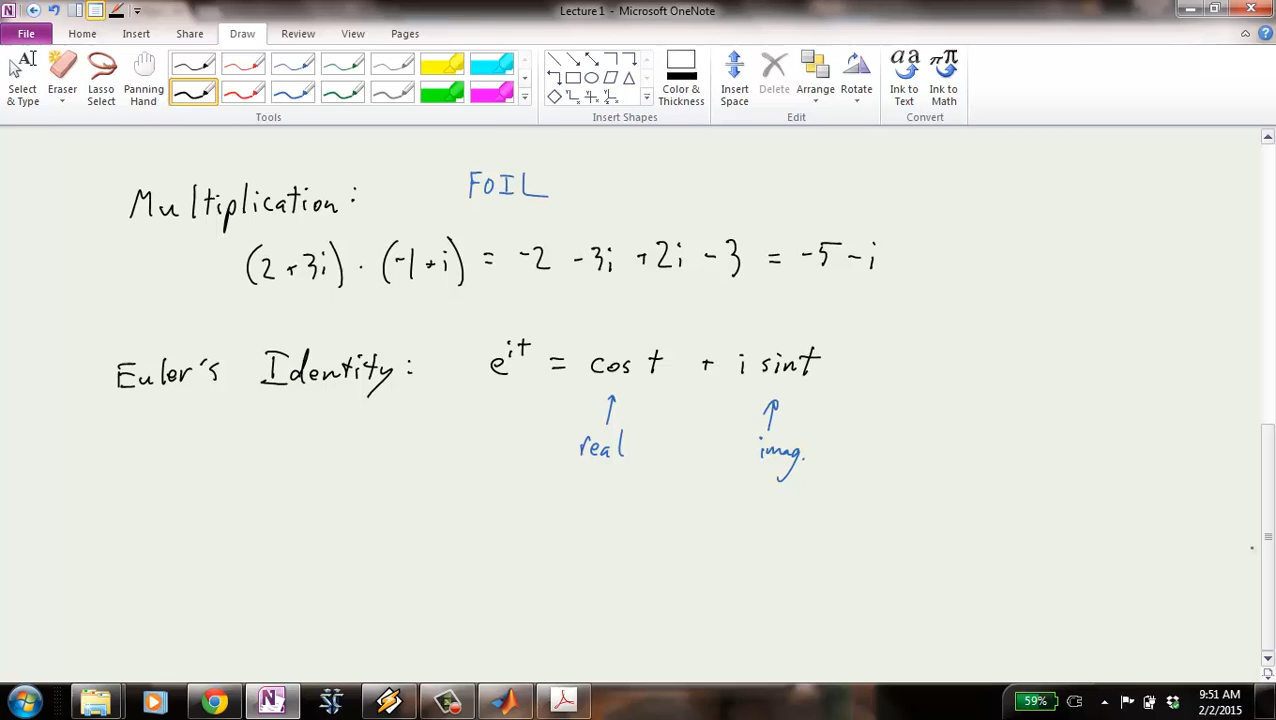 Lecture 1 - Microsoft OneNote
File Home Insert Share Draw Review View Pages
Select & Type Eraser Lasso Select Panning Hand Color & Thickness Insert Space Delete Arrange Rotate Ink to Text Ink to Math
Tools Insert Shapes Edit Convert
Multiplication: FOIL
(2+3i) · (-1+i) = -2 -3i +2i -3 = -5 -i
Euler's Identity: e^{it} = cos t + i sin t
real imag.
59% 9:51 AM
2/2/2015